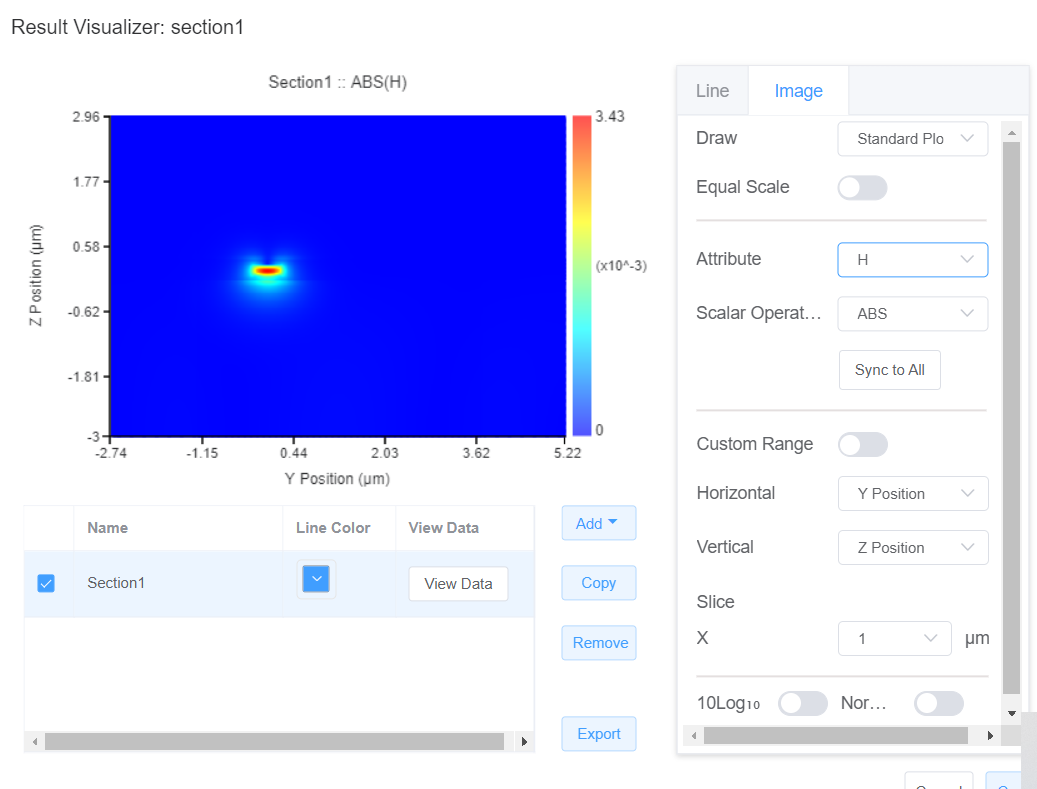 Result Visualizer: section1
Section1 :: ABS(H)
2.96
1.77
0.58
-0.62
-1.81
-3
Z Position (µm)
-2.74 -1.15 0.44 2.03 3.62 5.22
Y Position (µm)
3.43
(x10^-3)
0
Name Line Color View Data
Section1 View Data
Add
Copy
Remove
Export
Line Image
Draw Standard Plo
Equal Scale
Attribute H
Scalar Operat... ABS
Sync to All
Custom Range
Horizontal Y Position
Vertical Z Position
Slice
X 1 µm
10Log10 Nor...